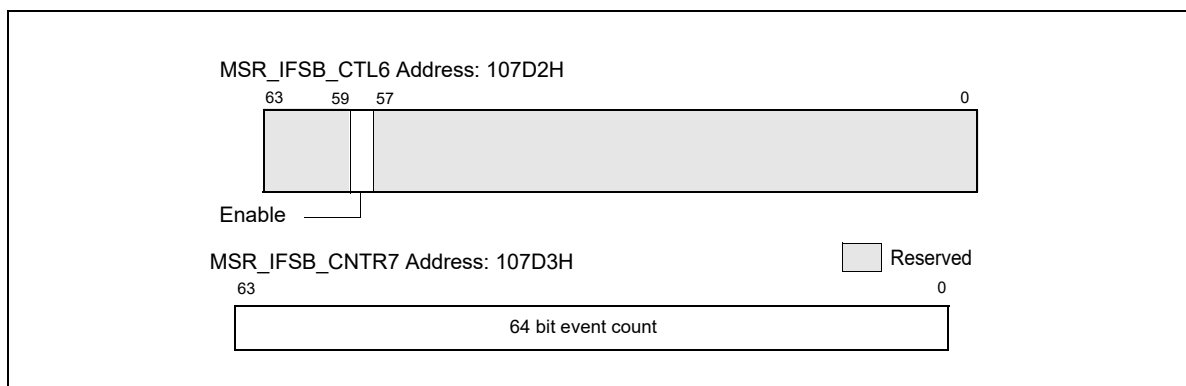 MSR_IFSB_CTL6 Address: 107D2H
63 59 57 0
Enable
MSR_IFSB_CNTR7 Address: 107D3H
Reserved
63 0
64 bit event count